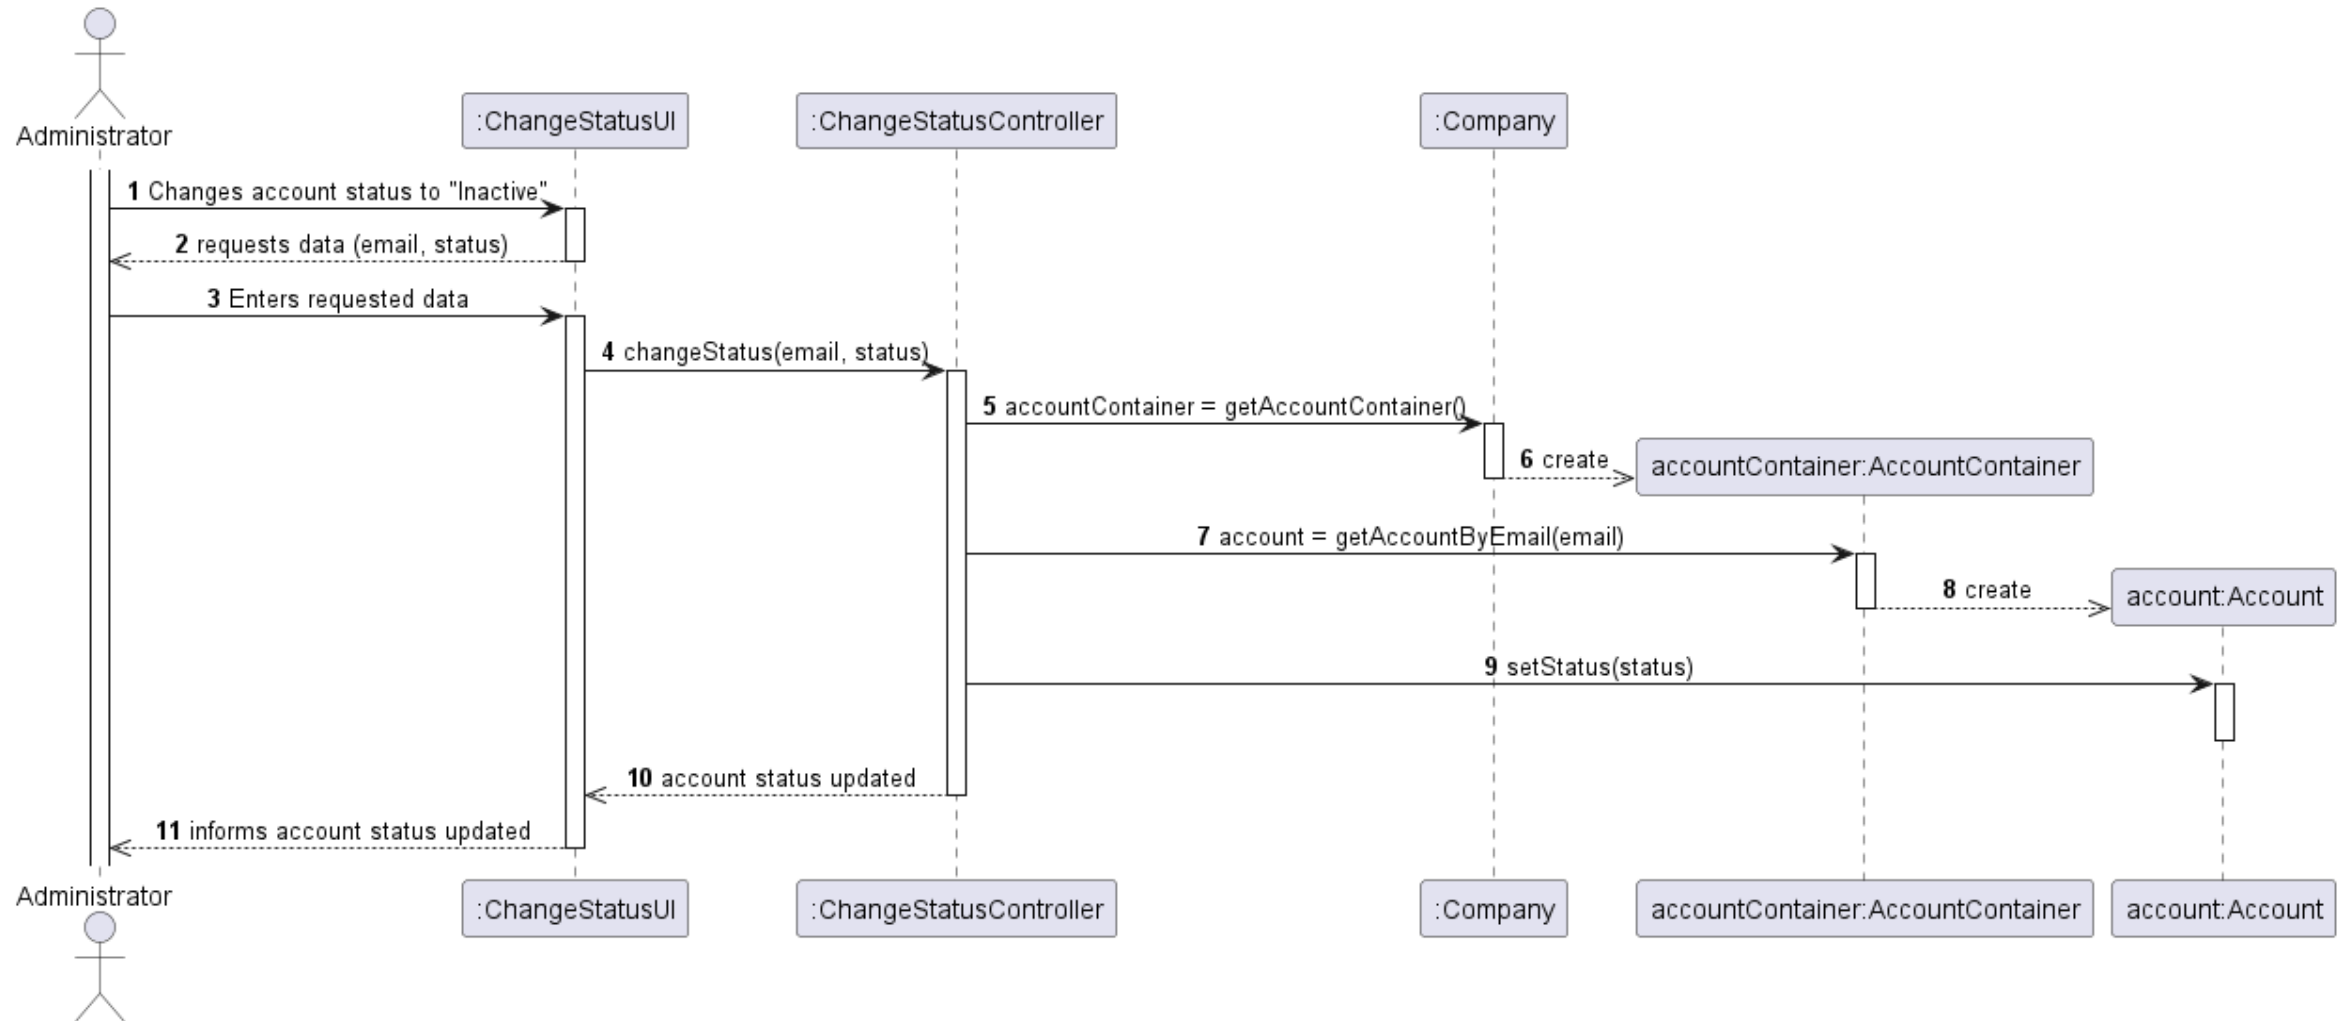 Administrator
:ChangeStatusUI
:ChangeStatusController
:Company
1 Changes account status to "Inactive"
2 requests data (email, status)
3 Enters requested data
4 changeStatus(email, status)
5 accountContainer = getAccountContainer()
6 create
accountContainer:AccountContainer
7 account = getAccountByEmail(email)
8 create
account:Account
9 setStatus(status)
10 account status updated
11 informs account status updated
Administrator
:ChangeStatusUI
:ChangeStatusController
:Company
accountContainer:AccountContainer
account:Account